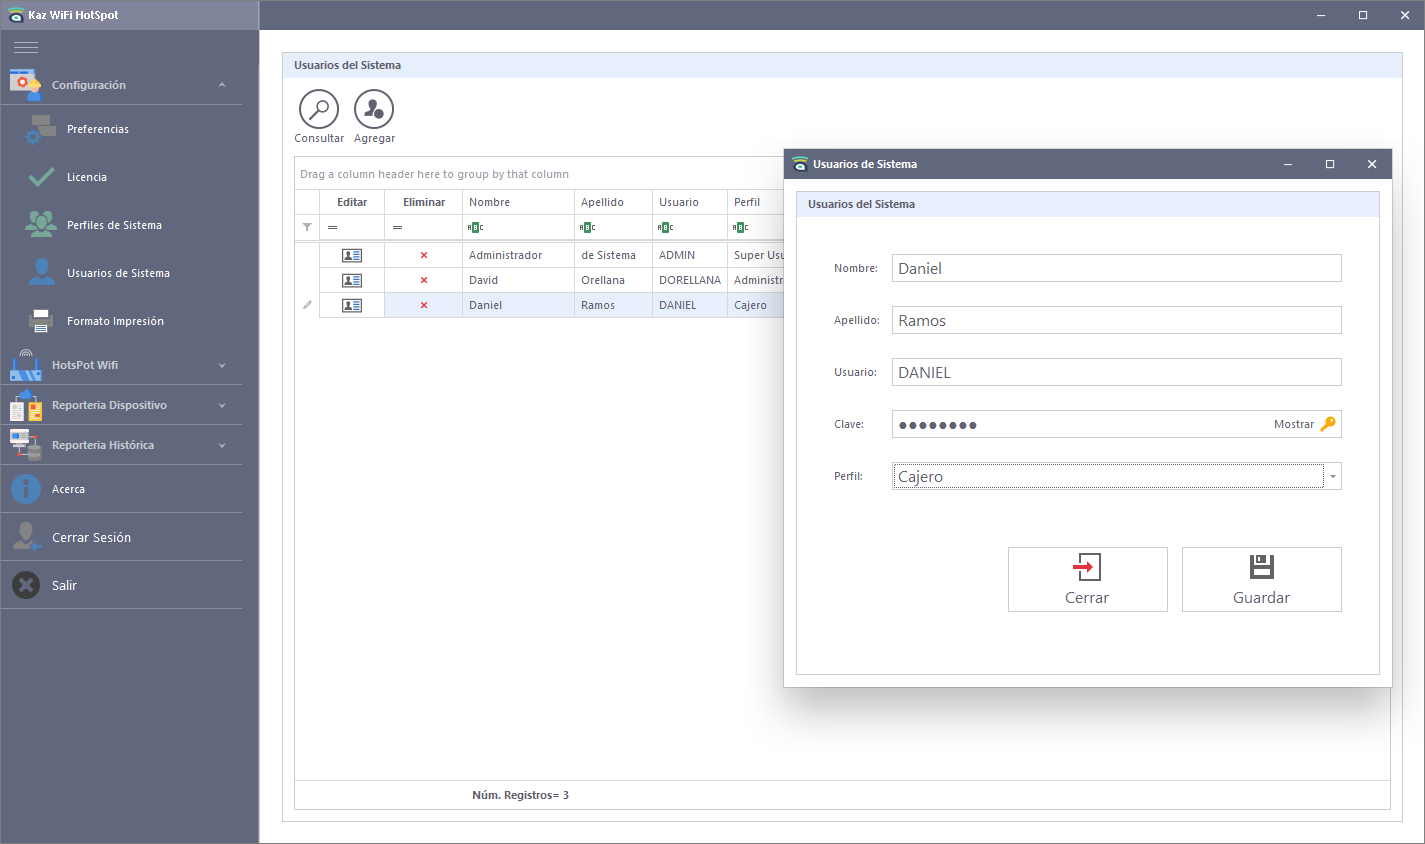 Kaz WiFi HotSpot
Configuración
Preferencias
Licencia
Perfiles de Sistema
Usuarios de Sistema
Formato Impresión
HotsPot Wifi
Reporteria Dispositivo
Reporteria Histórica
Acerca
Cerrar Sesión
Salir
Usuarios del Sistema
Consultar Agregar
Drag a column header here to group by that column
Editar Eliminar Nombre Apellido Usuario Perfil
= = ABC ABC ABC ABC
Administrador de Sistema ADMIN Super Usu
David Orellana DORELLANA Administr
Daniel Ramos DANIEL Cajero
Núm. Registros= 3
Usuarios de Sistema
Usuarios del Sistema
Nombre: Daniel
Apellido: Ramos
Usuario: DANIEL
Clave: ●●●●●●●● Mostrar
Perfil: Cajero
Cerrar Guardar